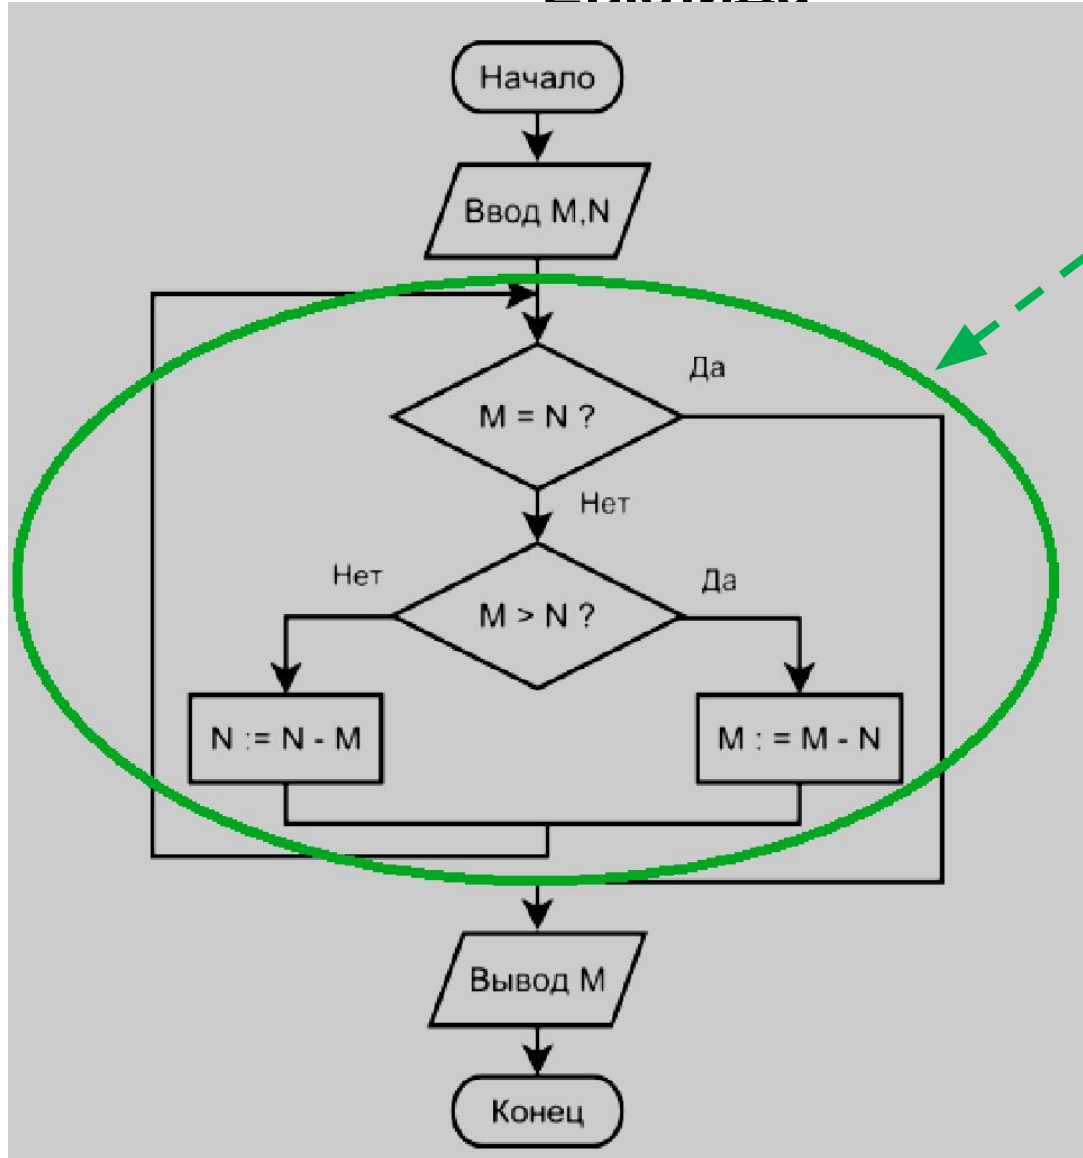 Начало
Ввод M,N
Да
M = N ?
Нет
Нет
Да
M > N ?
N := N - M
M : = M - N
Вывод M
Конец